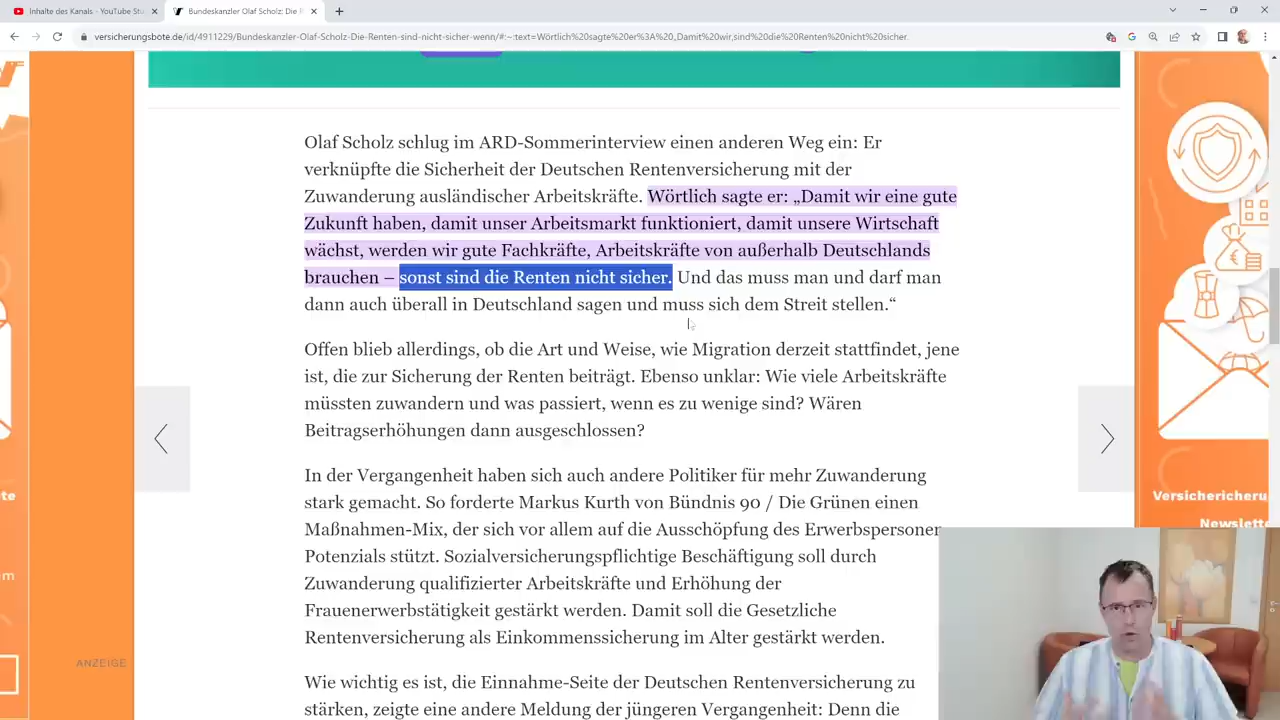 Inhalte des Kanals - YouTube Stu
Bundeskanzler Olaf Scholz: Die R
versicherungsbote.de/id/4911229/Bundeskanzler-Olaf-Scholz-Die-Renten-sind-nicht-sicher-wenn/#:~:text=Wörtlich%20sagte%20er%3A%20„Damit%20wir,sind%20die%20Renten%20nicht%20sicher.
Olaf Scholz schlug im ARD-Sommerinterview einen anderen Weg ein: Er
verknüpfte die Sicherheit der Deutschen Rentenversicherung mit der
Zuwanderung ausländischer Arbeitskräfte. Wörtlich sagte er: „Damit wir eine gute
Zukunft haben, damit unser Arbeitsmarkt funktioniert, damit unsere Wirtschaft
wächst, werden wir gute Fachkräfte, Arbeitskräfte von außerhalb Deutschlands
brauchen – sonst sind die Renten nicht sicher. Und das muss man und darf man
dann auch überall in Deutschland sagen und muss sich dem Streit stellen.“
Offen blieb allerdings, ob die Art und Weise, wie Migration derzeit stattfindet, jene
ist, die zur Sicherung der Renten beiträgt. Ebenso unklar: Wie viele Arbeitskräfte
müssten zuwandern und was passiert, wenn es zu wenige sind? Wären
Beitragserhöhungen dann ausgeschlossen?
In der Vergangenheit haben sich auch andere Politiker für mehr Zuwanderung
stark gemacht. So forderte Markus Kurth von Bündnis 90 / Die Grünen einen
Maßnahmen-Mix, der sich vor allem auf die Ausschöpfung des Erwerbspersonen
Potenzials stützt. Sozialversicherungspflichtige Beschäftigung soll durch
Zuwanderung qualifizierter Arbeitskräfte und Erhöhung der
Frauenerwerbstätigkeit gestärkt werden. Damit soll die Gesetzliche
Rentenversicherung als Einkommenssicherung im Alter gestärkt werden.
Wie wichtig es ist, die Einnahme-Seite der Deutschen Rentenversicherung zu
stärken, zeigte eine andere Meldung der jüngeren Vergangenheit: Denn die
ANZEIGE
te
m
Versichericheru
Newslette